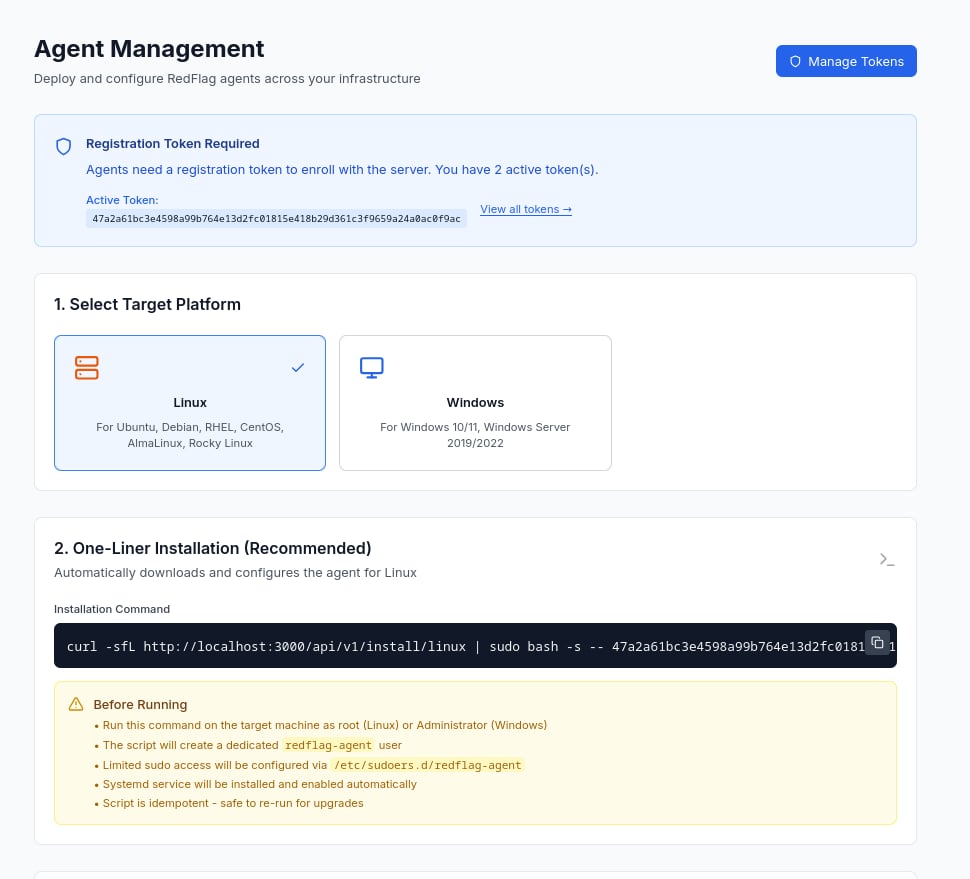 Agent Management
Deploy and configure RedFlag agents across your infrastructure
Manage Tokens
Registration Token Required
Agents need a registration token to enroll with the server. You have 2 active token(s).
Active Token:
47a2a61bc3e4598a99b764e13d2fc01815e418b29d361c3f9659a24a0ac0f9ac
View all tokens →
1. Select Target Platform
Linux
For Ubuntu, Debian, RHEL, CentOS,
AlmaLinux, Rocky Linux
Windows
For Windows 10/11, Windows Server
2019/2022
2. One-Liner Installation (Recommended)
Automatically downloads and configures the agent for Linux
Installation Command
curl -sfL http://localhost:3000/api/v1/install/linux | sudo bash -s -- 47a2a61bc3e4598a99b764e13d2fc0181
Before Running
• Run this command on the target machine as root (Linux) or Administrator (Windows)
• The script will create a dedicated redflag-agent user
• Limited sudo access will be configured via /etc/sudoers.d/redflag-agent
• Systemd service will be installed and enabled automatically
• Script is idempotent - safe to re-run for upgrades